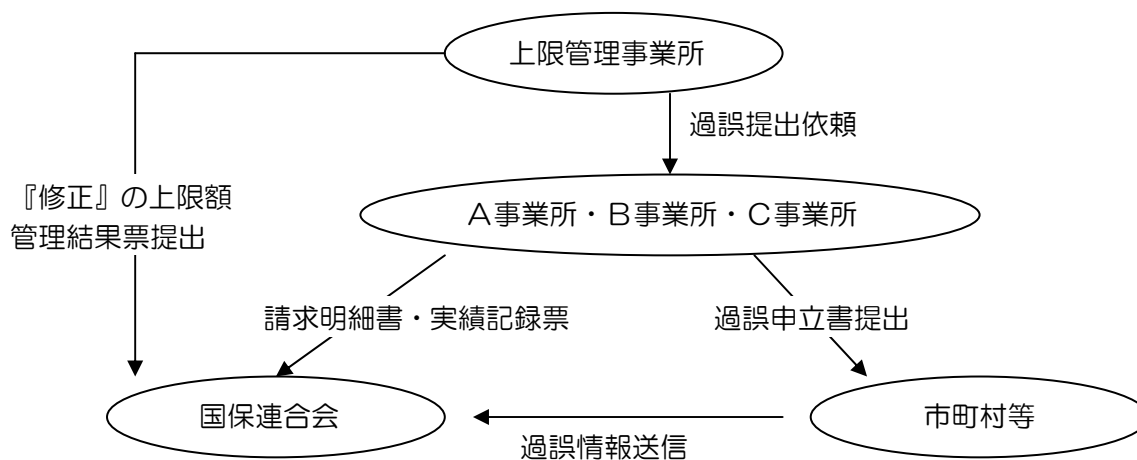 上限管理事業所
過誤提出依頼
『修正』の上限額
管理結果票提出
A事業所・B事業所・C事業所
請求明細書・実績記録票
過誤申立書提出
国保連合会
市町村等
過誤情報送信